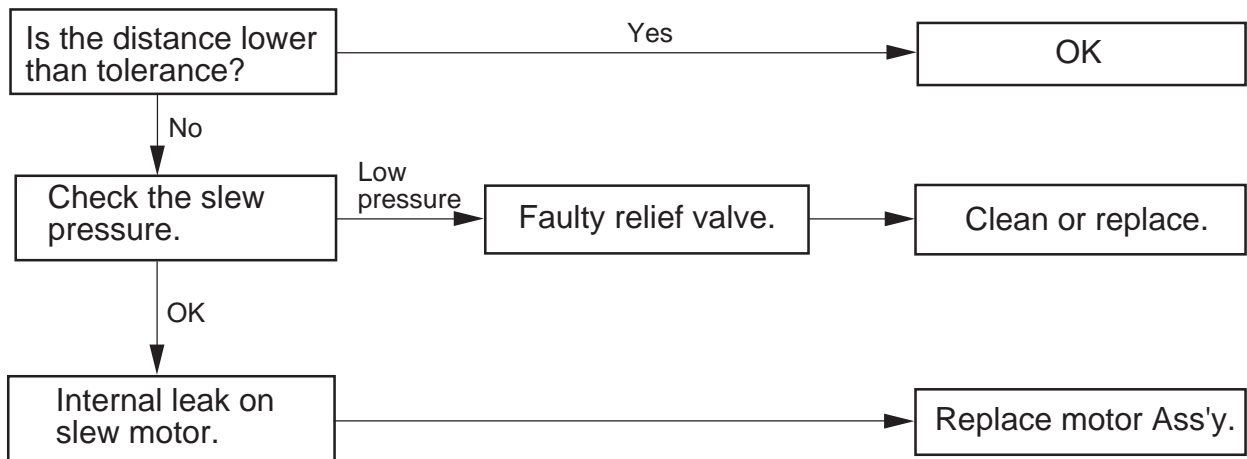 Is the distance lower
than tolerance?
Yes
OK
No
Check the slew
pressure.
Low
pressure
Faulty relief valve.
Clean or replace.
OK
Internal leak on
slew motor.
Replace motor Ass'y.